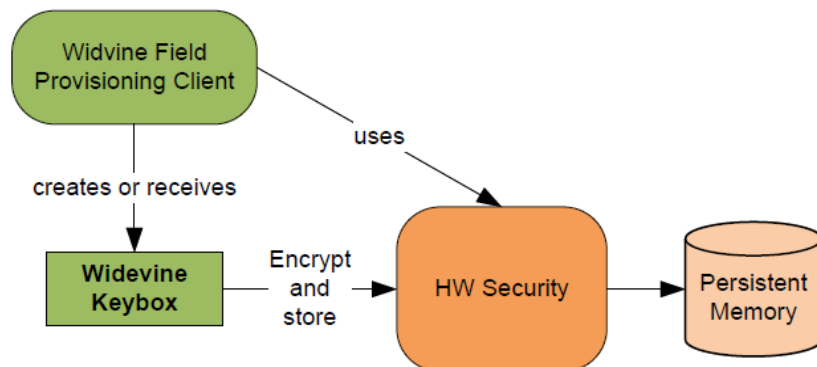 Widvine Field
Provisioning Client
uses
creates or receives
Widevine
Keybox
Encrypt
and
store
HW Security
Persistent
Memory